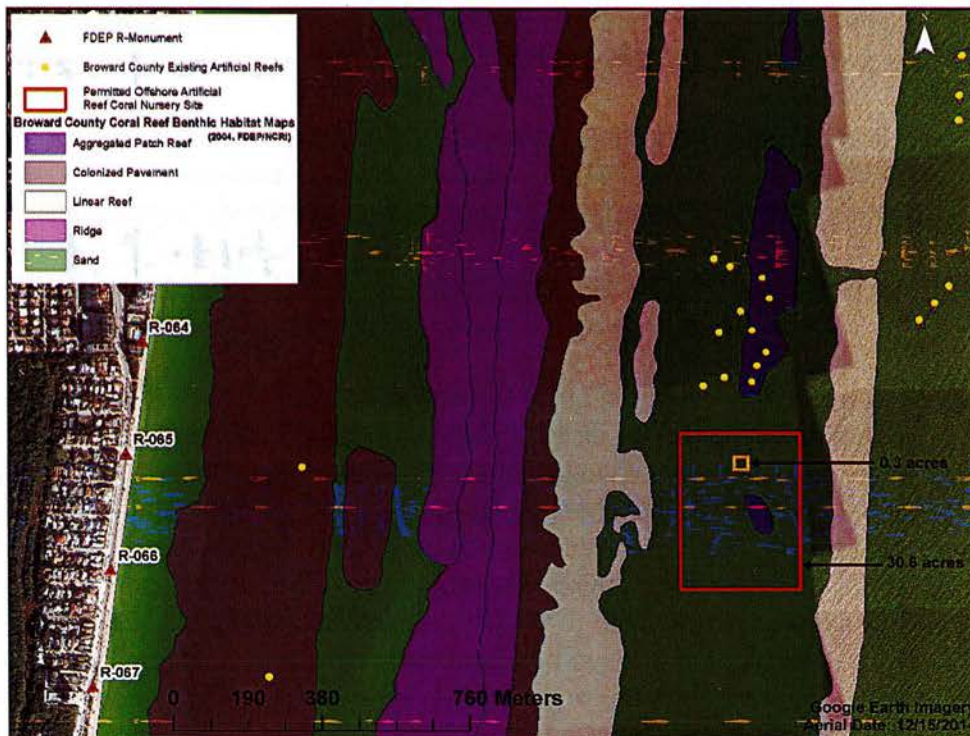 FDEP R-Monument
Broward County Existing Artificial Reefs
Permitted Offshore Artificial
Reef Coral Nursery Site
Broward County Coral Reef Benthic Habitat Maps
(2004, FDEP/NCRI)
Aggregated Patch Reef
Colonized Pavement
Linear Reef
Ridge
Sand
N
R-064
R-065
0.3 acres
R-066
30.6 acres
R-067
0 190 380 760 Meters
Google Earth Imagery
Aerial Date: 12/15/201